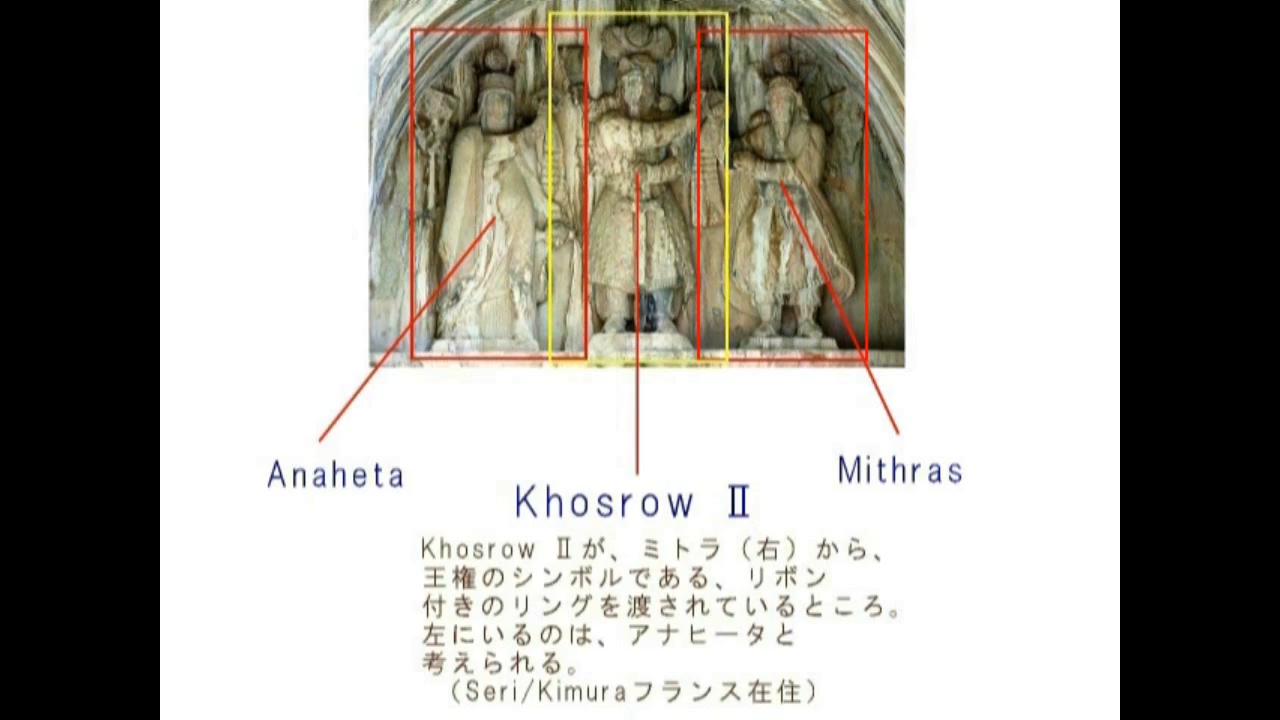 Anaheta
Mithras
Khosrow Ⅱ
Khosrow Ⅱが、ミトラ（右）から、
王権のシンボルである、リボン
付きのリングを渡されているところ。
左にいるのは、アナヒータと
考えられる。
（Seri/Kimuraフランス在住）